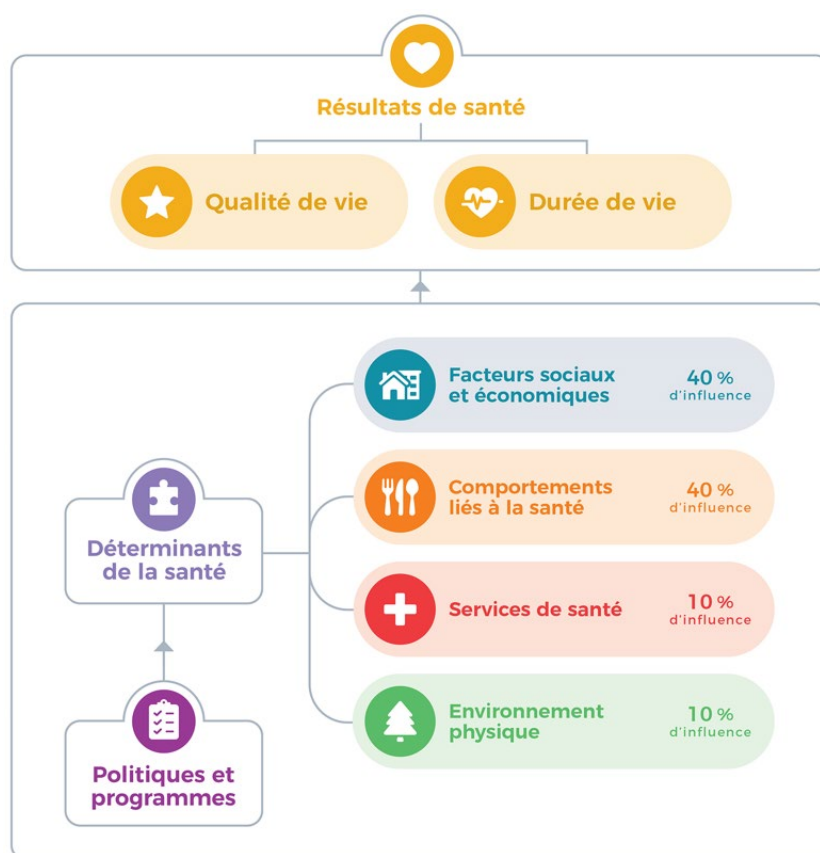 Résultats de santé
Qualité de vie
Durée de vie
Facteurs sociaux
et économiques
40 %
d'influence
Comportements
liés à la santé
40 %
d'influence
Déterminants
de la santé
Services de santé
10 %
d'influence
Environnement
physique
10 %
d'influence
Politiques et
programmes